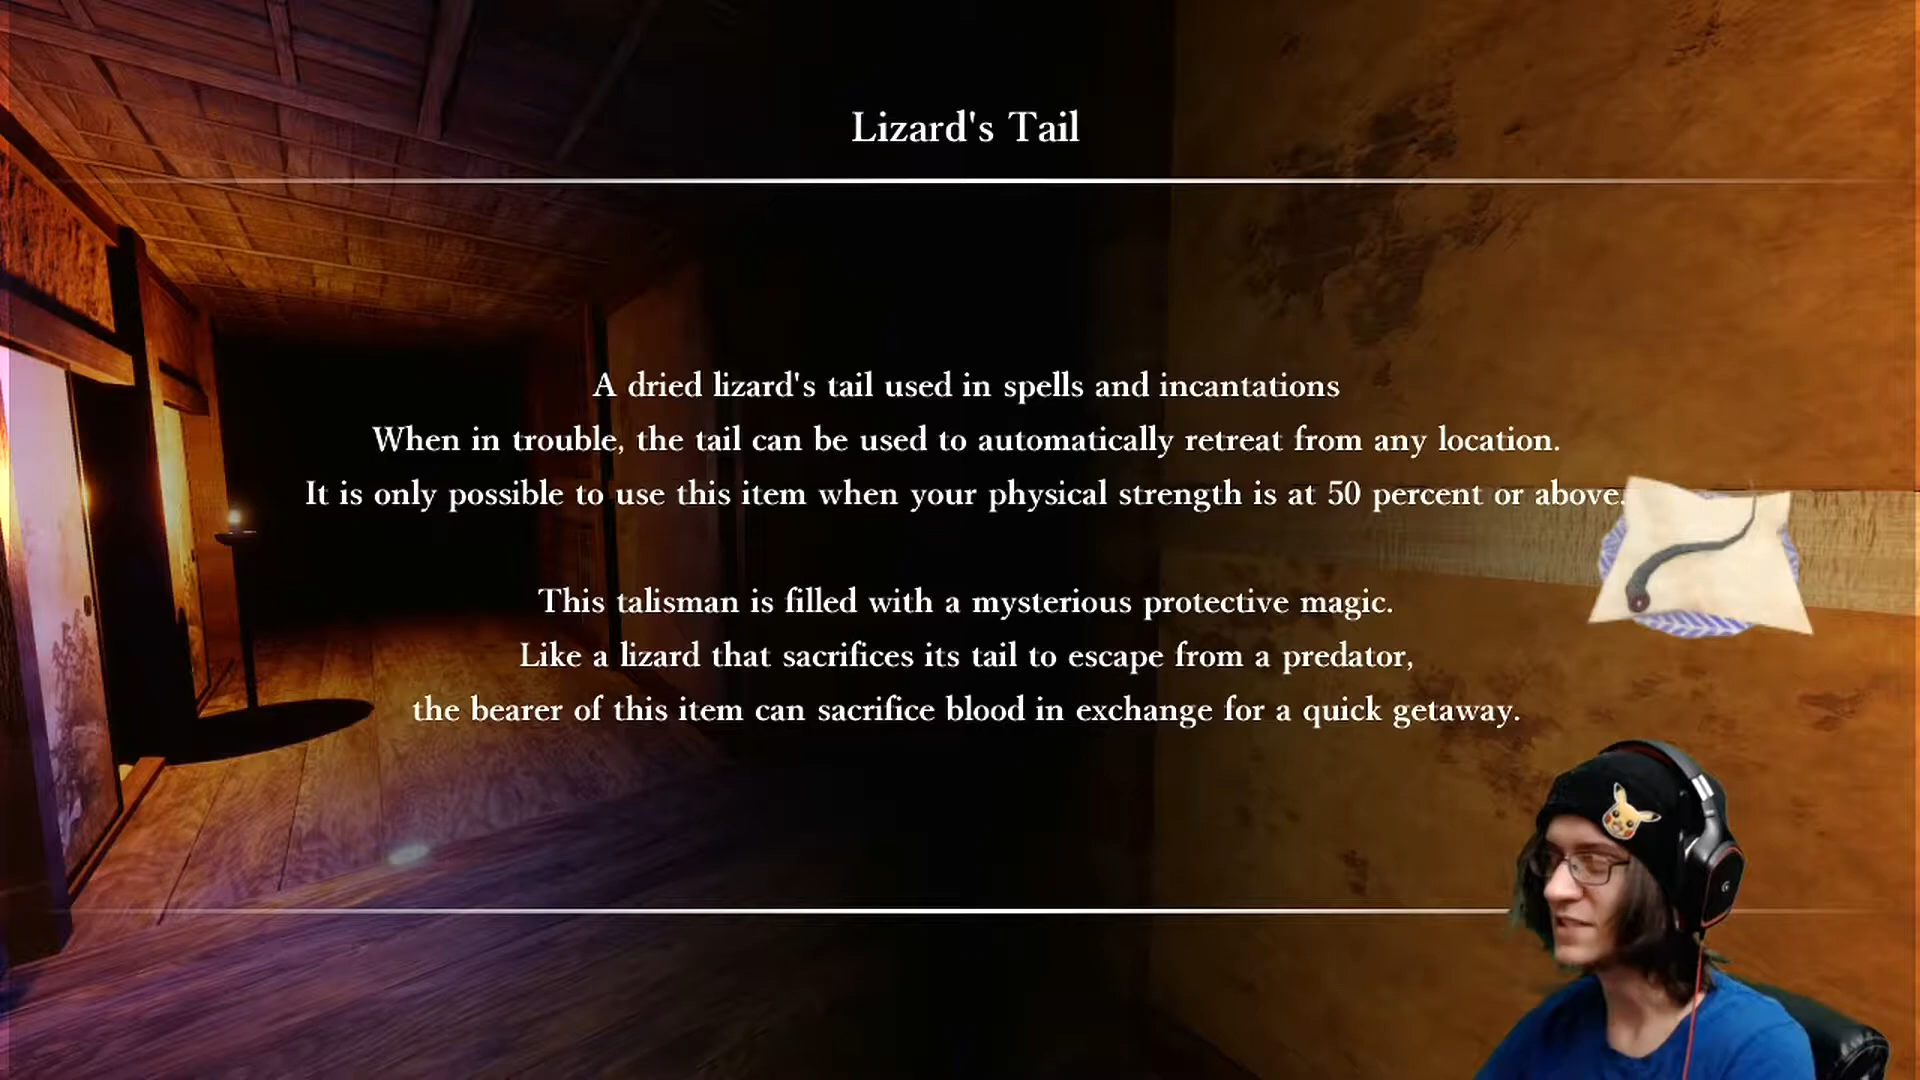 Lizard's Tail
A dried lizard's tail used in spells and incantations
When in trouble, the tail can be used to automatically retreat from any location.
It is only possible to use this item when your physical strength is at 50 percent or above.
This talisman is filled with a mysterious protective magic.
Like a lizard that sacrifices its tail to escape from a predator,
the bearer of this item can sacrifice blood in exchange for a quick getaway.